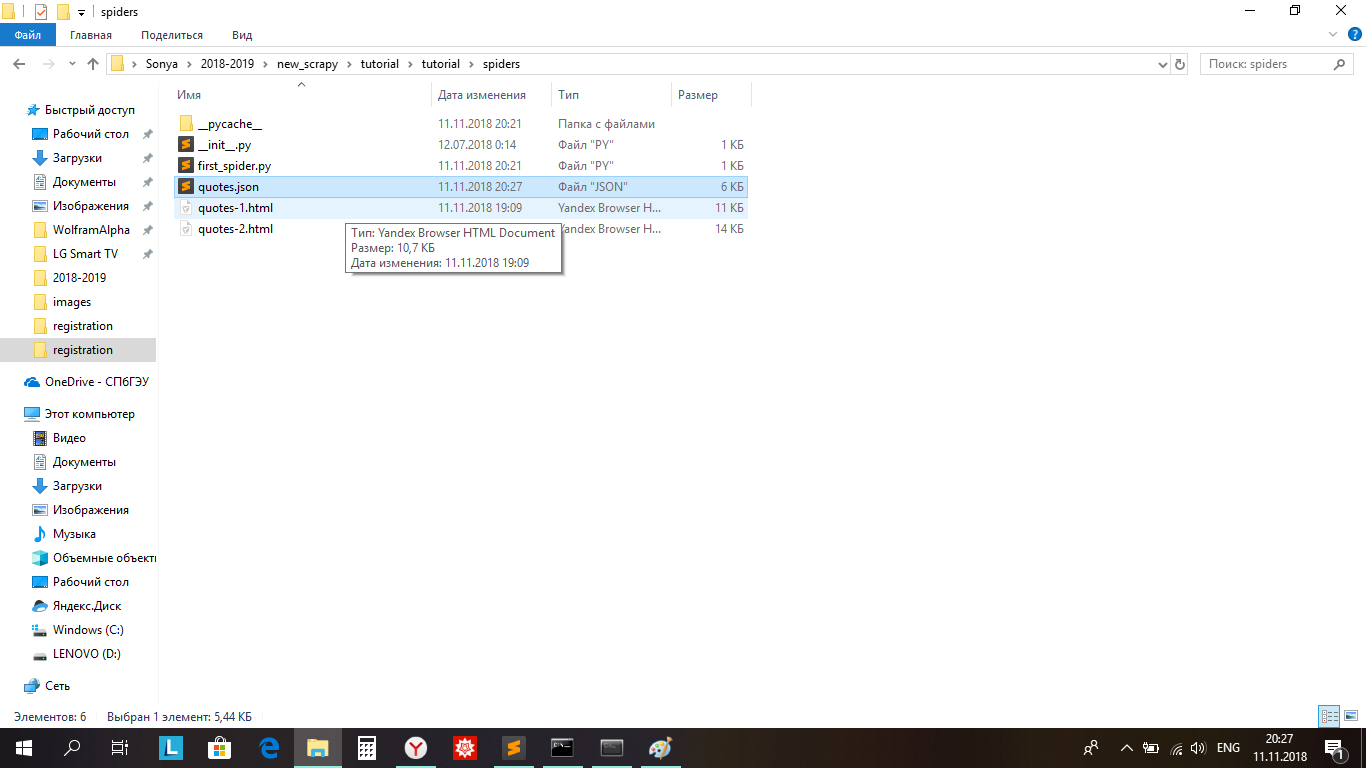 spiders
Файл Главная Поделиться Вид
Sonya 2018-2019 new_scrapy tutorial tutorial spiders Поиск: spiders
Имя Дата изменения Тип Размер
Быстрый доступ
Рабочий стол
Загрузки
Документы
Изображения
WolframAlpha
LG Smart TV
2018-2019
images
registration
registration
OneDrive - СПбГЭУ
Этот компьютер
Видео
Документы
Загрузки
Изображения
Музыка
Объемные объекть
Рабочий стол
Яндекс.Диск
Windows (C:)
LENOVO (D:)
Сеть
__pycache__ 11.11.2018 20:21 Папка с файлами
__init__.py 12.07.2018 0:14 Файл "PY" 1 КБ
first_spider.py 11.11.2018 20:21 Файл "PY" 1 КБ
quotes.json 11.11.2018 20:27 Файл "JSON" 6 КБ
quotes-1.html 11.11.2018 19:09 Yandex Browser H... 11 КБ
quotes-2.html Yandex Browser H... 14 КБ
Тип: Yandex Browser HTML Document
Размер: 10,7 КБ
Дата изменения: 11.11.2018 19:09
Элементов: 6 Выбран 1 элемент: 5,44 КБ
ENG
20:27
11.11.2018
1